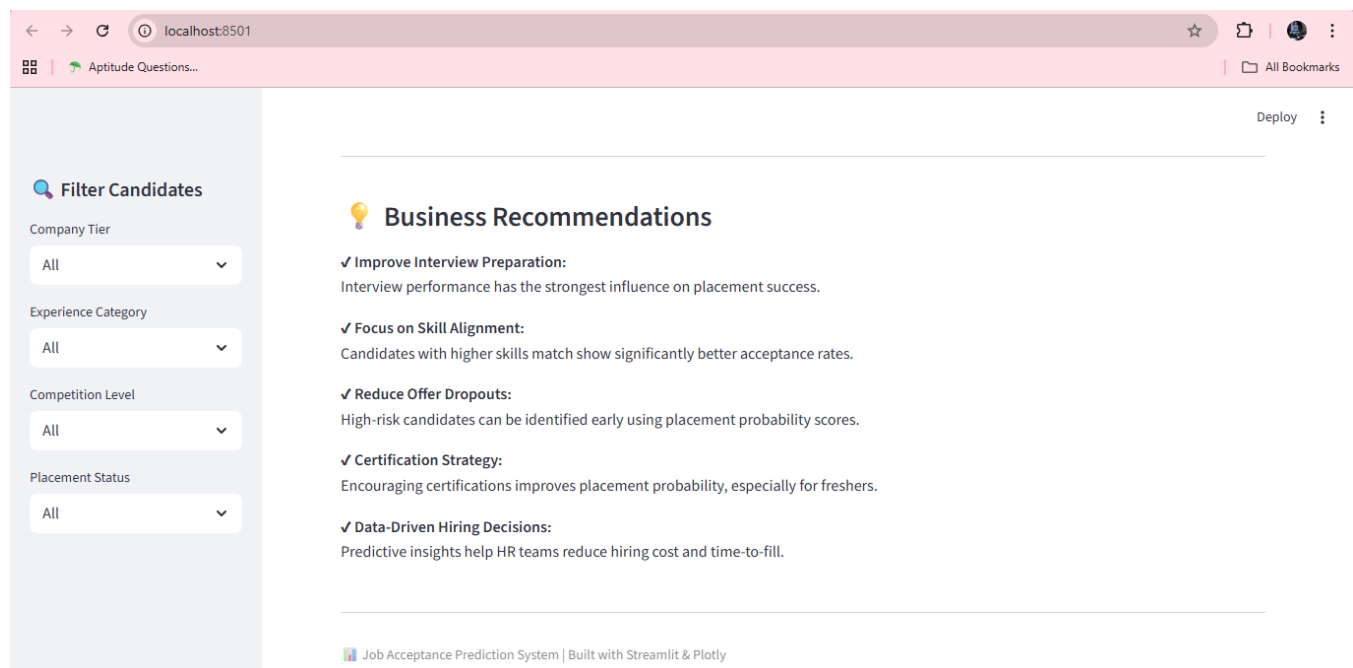 localhost:8501
Aptitude Questions...
All Bookmarks
Deploy
Filter Candidates
Company Tier
All
Experience Category
All
Competition Level
All
Placement Status
All
Business Recommendations
✓ Improve Interview Preparation:
Interview performance has the strongest influence on placement success.
✓ Focus on Skill Alignment:
Candidates with higher skills match show significantly better acceptance rates.
✓ Reduce Offer Dropouts:
High-risk candidates can be identified early using placement probability scores.
✓ Certification Strategy:
Encouraging certifications improves placement probability, especially for freshers.
✓ Data-Driven Hiring Decisions:
Predictive insights help HR teams reduce hiring cost and time-to-fill.
Job Acceptance Prediction System | Built with Streamlit & Plotly